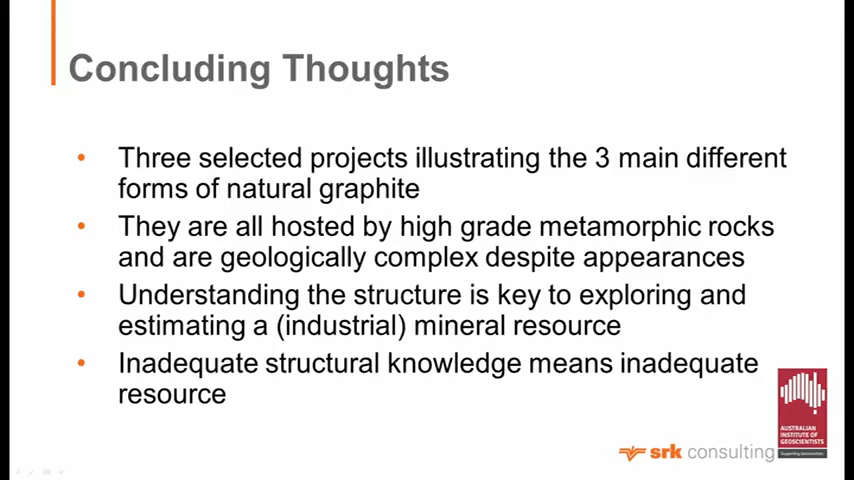 Concluding Thoughts
• Three selected projects illustrating the 3 main different
forms of natural graphite
• They are all hosted by high grade metamorphic rocks
and are geologically complex despite appearances
• Understanding the structure is key to exploring and
estimating a (industrial) mineral resource
• Inadequate structural knowledge means inadequate
resource
AUSTRALIAN
INSTITUTE OF
GEOSCIENTISTS
srk consulting